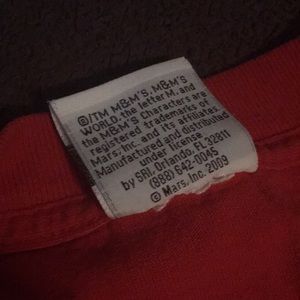 ©/TM M&M'S, M&M'S
WORLD, the letter M, and
the M&M'S Characters are
registered trademarks of
Mars, Inc. and its affiliates.
Manufactured and distributed
under license
by SRI, Orlando, FL 32811
(888) 642-0045
© Mars, Inc. 2009